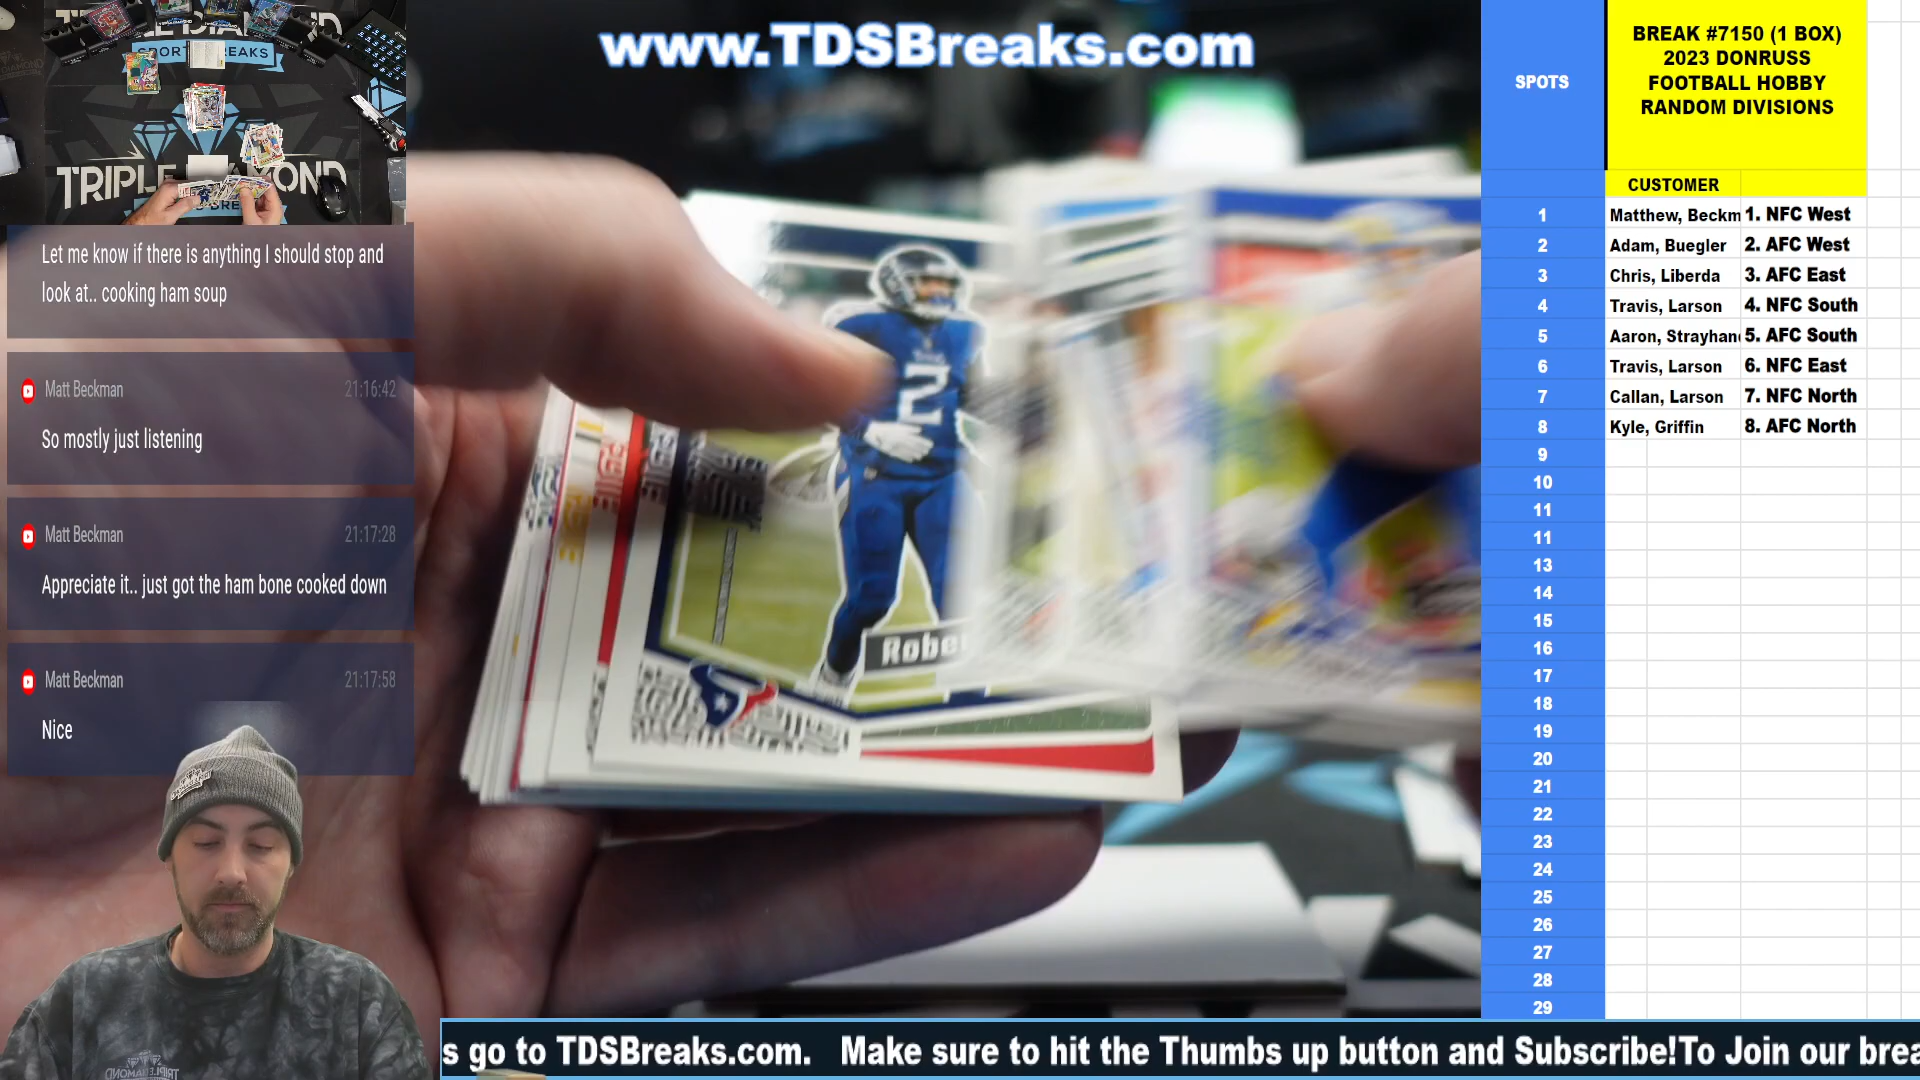 www.TDSBreaks.com
TRIPLE DIAMOND
SPORTS BREAKS
Let me know if there is anything I should stop and
look at.. cooking ham soup
Matt Beckman 21:16:42
So mostly just listening
Matt Beckman 21:17:28
Appreciate it.. just got the ham bone cooked down
Matt Beckman 21:17:58
Nice
2
Robe
SPOTS
BREAK #7150 (1 BOX)
2023 DONRUSS
FOOTBALL HOBBY
RANDOM DIVISIONS
CUSTOMER
1 Matthew, Beckm 1. NFC West
2 Adam, Buegler 2. AFC West
3 Chris, Liberda 3. AFC East
4 Travis, Larson 4. NFC South
5 Aaron, Strayhan 5. AFC South
6 Travis, Larson 6. NFC East
7 Callan, Larson 7. NFC North
8 Kyle, Griffin 8. AFC North
9
10
11
11
13
14
15
16
17
18
19
20
21
22
23
24
25
26
27
28
29
s go to TDSBreaks.com. Make sure to hit the Thumbs up button and Subscribe!To Join our brea